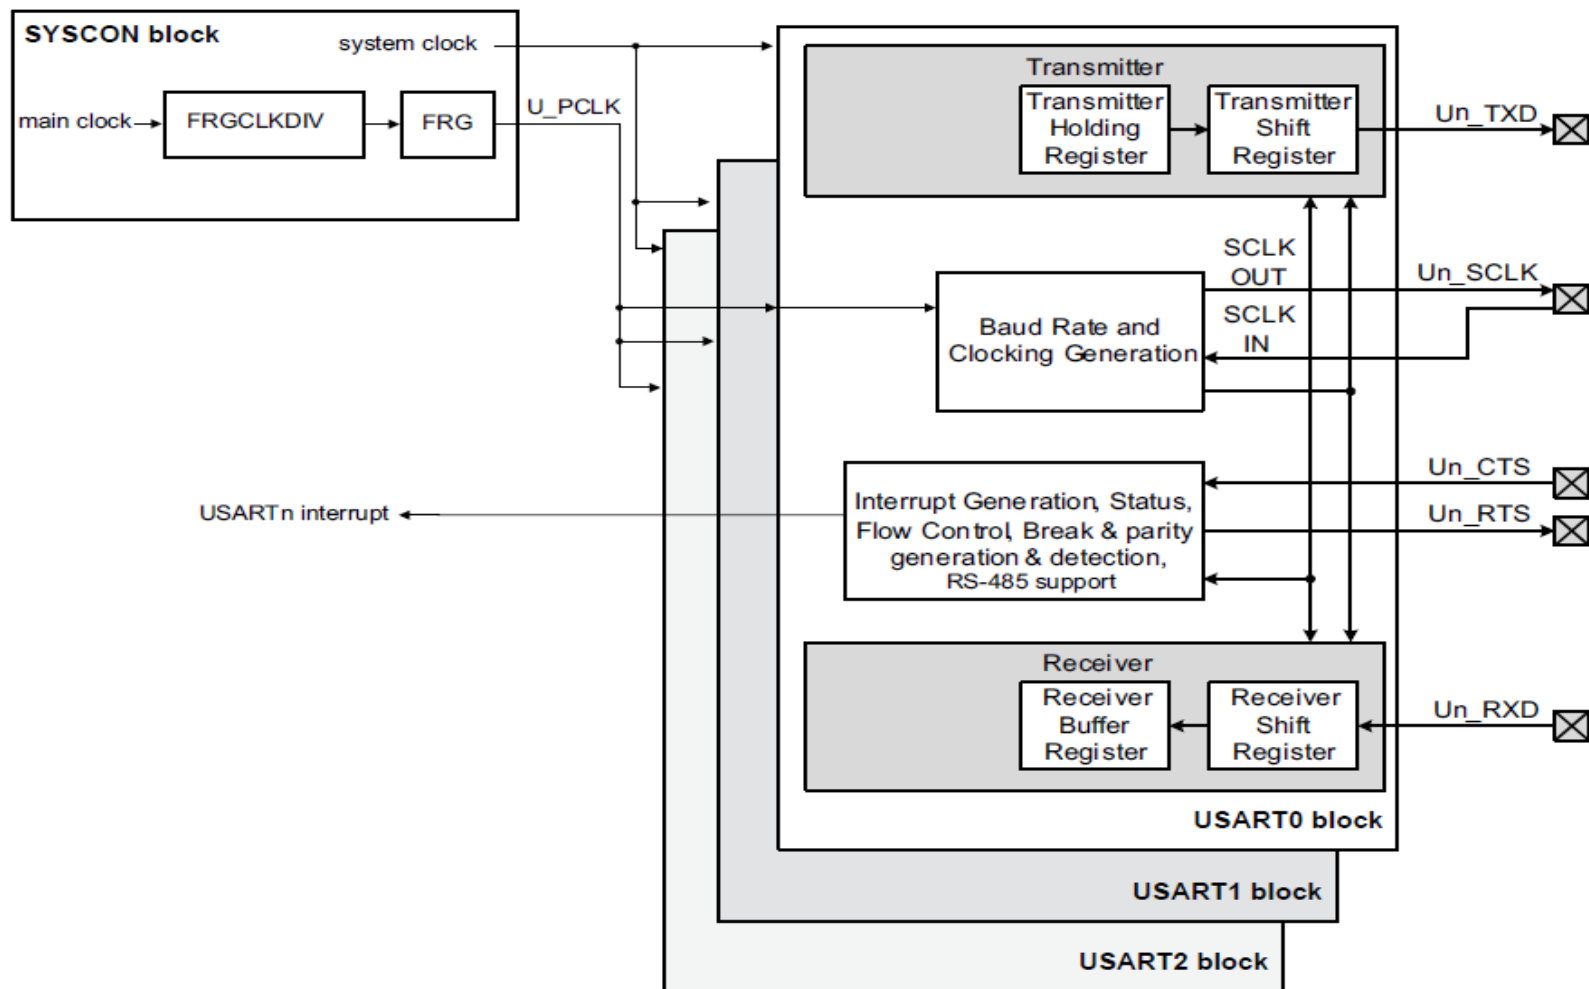 SYSCON block
system clock
main clock
FRGCLKDIV
FRG
U_PCLK
Transmitter
Transmitter
Holding
Register
Transmitter
Shift
Register
Un_TXD
SCLK
OUT
Un_SCLK
SCLK
IN
Baud Rate and
Clocking Generation
Un_CTS
Interrupt Generation, Status,
Flow Control, Break & parity
generation & detection,
RS-485 support
Un_RTS
USARTn interrupt
Receiver
Receiver
Buffer
Register
Receiver
Shift
Register
Un_RXD
USART0 block
USART1 block
USART2 block